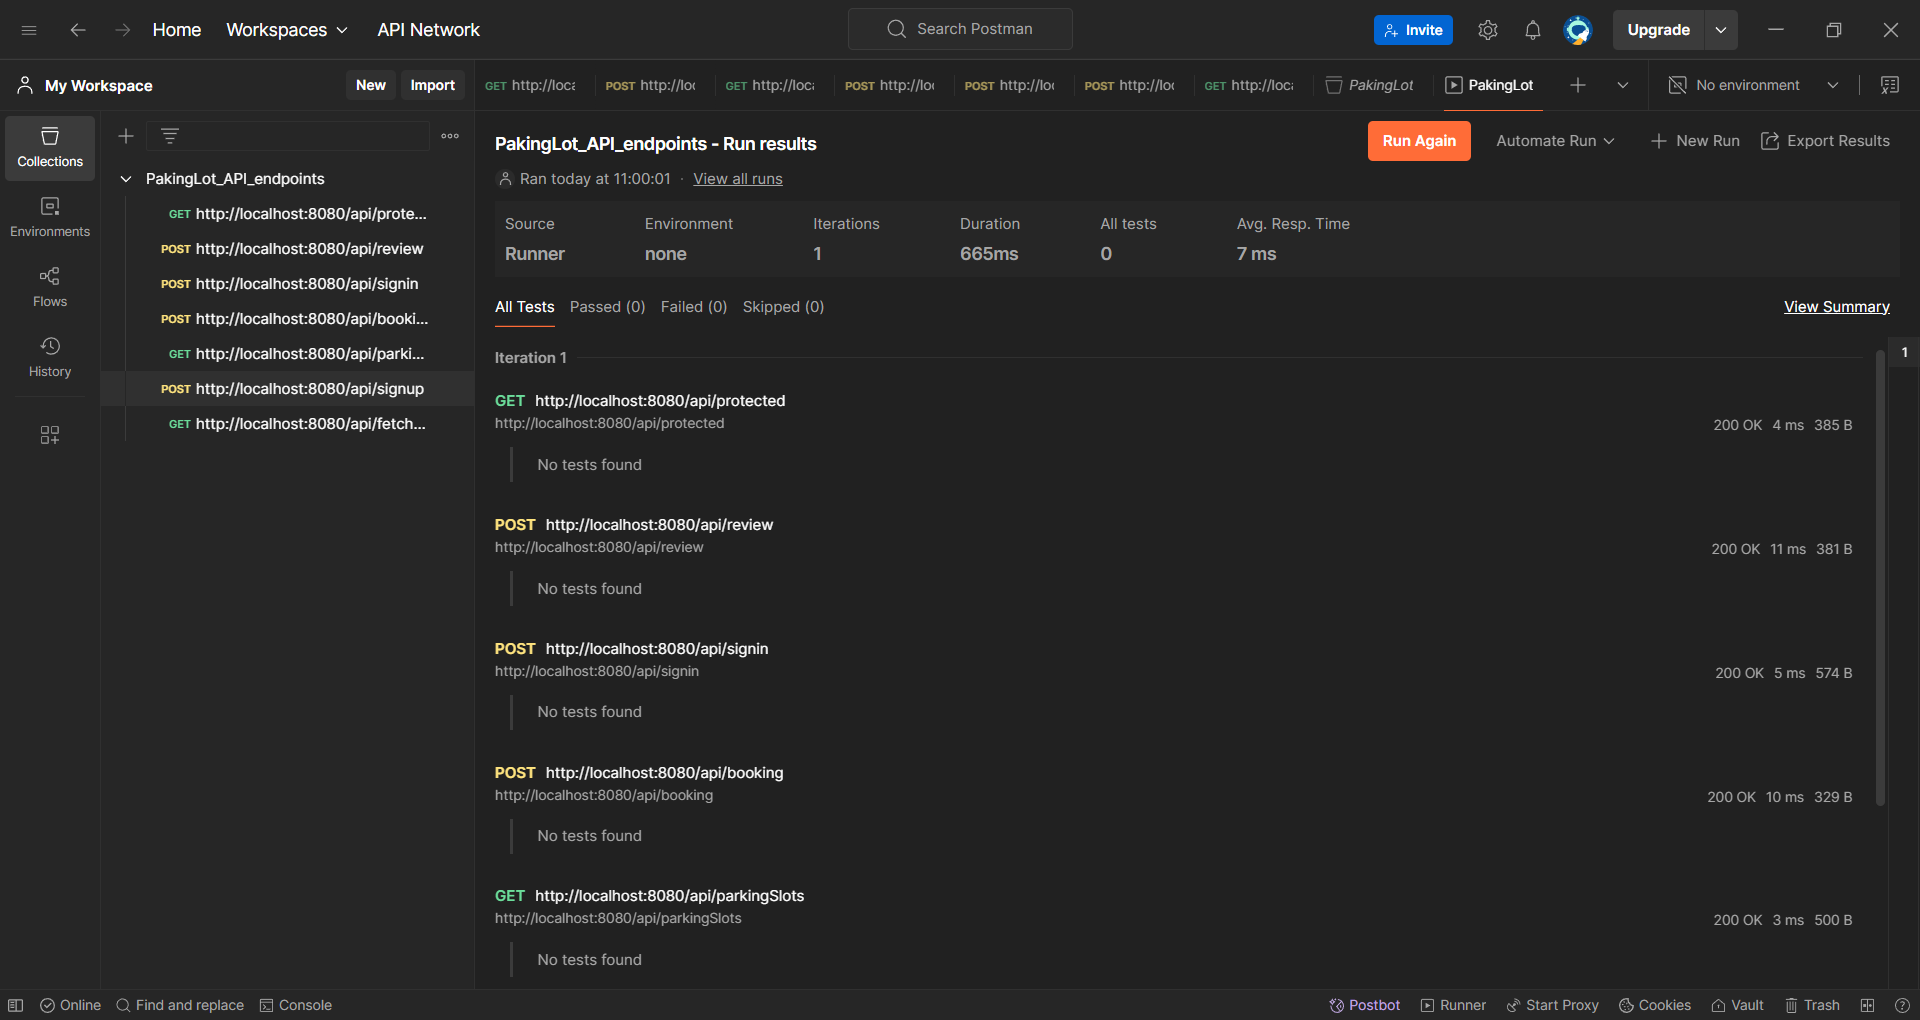 Home Workspaces API Network Search Postman Invite Upgrade
My Workspace New Import GET http://loca POST http://loc GET http://loca POST http://loc POST http://loc POST http://loc GET http://loca PakingLot PakingLot No environment
Collections
Environments
Flows
History
PakingLot_API_endpoints
GET http://localhost:8080/api/prote...
POST http://localhost:8080/api/review
POST http://localhost:8080/api/signin
POST http://localhost:8080/api/booki...
GET http://localhost:8080/api/parki...
POST http://localhost:8080/api/signup
GET http://localhost:8080/api/fetch...
PakingLot_API_endpoints - Run results Run Again Automate Run New Run Export Results
Ran today at 11:00:01 · View all runs
Source Environment Iterations Duration All tests Avg. Resp. Time
Runner none 1 665ms 0 7 ms
All Tests Passed (0) Failed (0) Skipped (0) View Summary
Iteration 1 1
GET http://localhost:8080/api/protected
http://localhost:8080/api/protected 200 OK 4 ms 385 B
No tests found
POST http://localhost:8080/api/review
http://localhost:8080/api/review 200 OK 11 ms 381 B
No tests found
POST http://localhost:8080/api/signin
http://localhost:8080/api/signin 200 OK 5 ms 574 B
No tests found
POST http://localhost:8080/api/booking
http://localhost:8080/api/booking 200 OK 10 ms 329 B
No tests found
GET http://localhost:8080/api/parkingSlots
http://localhost:8080/api/parkingSlots 200 OK 3 ms 500 B
No tests found
Online Find and replace Console Postbot Runner Start Proxy Cookies Vault Trash